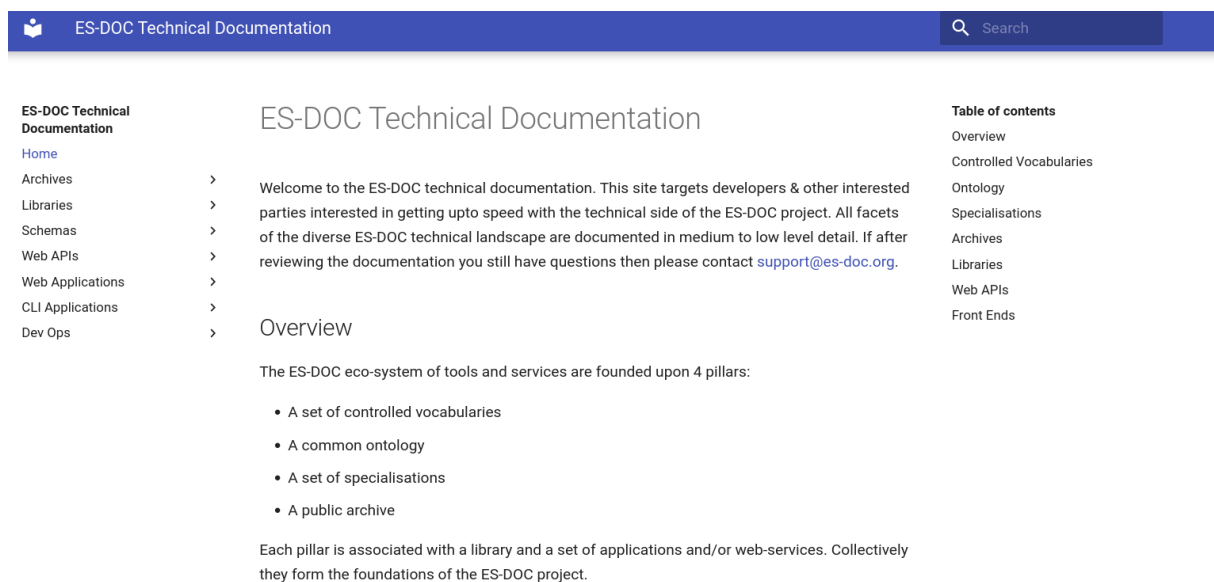 ES-DOC Technical Documentation
Search
ES-DOC Technical
Documentation
Home
Archives
Libraries
Schemas
Web APIs
Web Applications
CLI Applications
Dev Ops
ES-DOC Technical Documentation
Welcome to the ES-DOC technical documentation. This site targets developers & other interested
parties interested in getting upto speed with the technical side of the ES-DOC project. All facets
of the diverse ES-DOC technical landscape are documented in medium to low level detail. If after
reviewing the documentation you still have questions then please contact support@es-doc.org.
Overview
The ES-DOC eco-system of tools and services are founded upon 4 pillars:
• A set of controlled vocabularies
• A common ontology
• A set of specialisations
• A public archive
Each pillar is associated with a library and a set of applications and/or web-services. Collectively
they form the foundations of the ES-DOC project.
Table of contents
Overview
Controlled Vocabularies
Ontology
Specialisations
Archives
Libraries
Web APIs
Front Ends